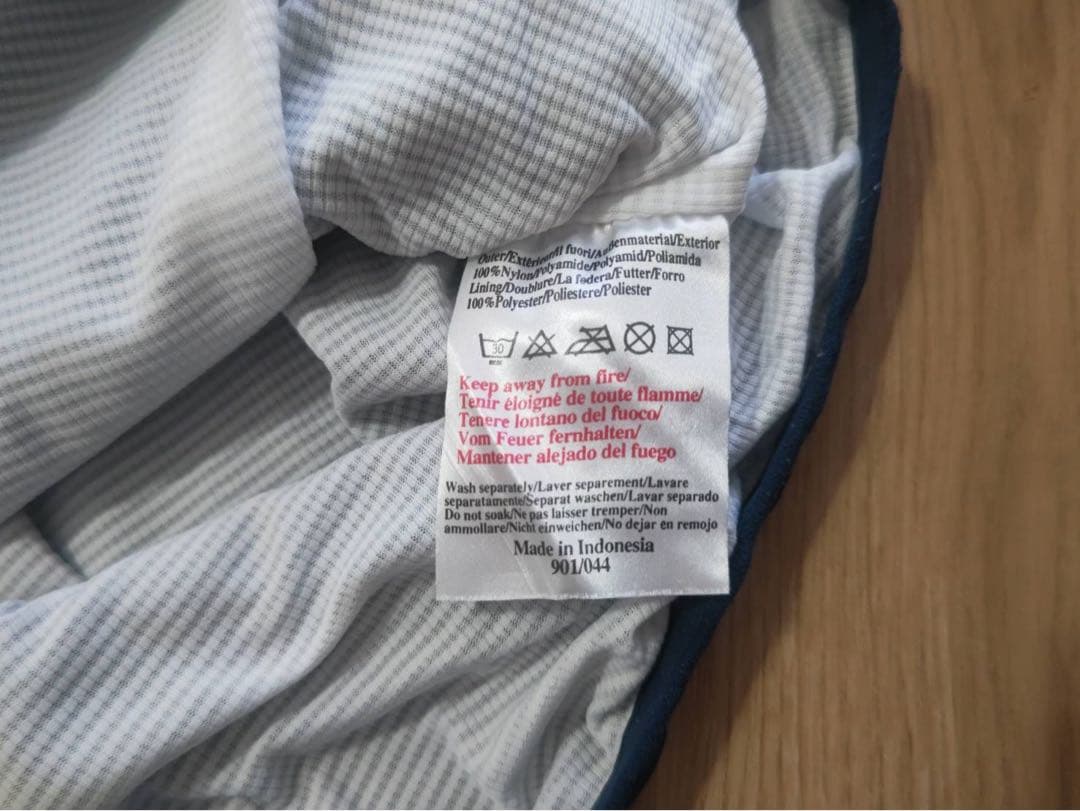 Outer/Extérieur/Il fuori/Außenmaterial/Exterior
100%Nylon/Polyamide/Polyamid/Poliamida
Lining/Doublure/La fodera/Futter/Forro
100%Polyester/Poliestere/Poliester
30
Keep away from fire/
Tenir éloigné de toute flamme/
Tenere lontano del fuoco/
Vom Feuer fernhalten/
Mantener alejado del fuego
Wash separately/Laver separement/Lavare
separatamente/Separat waschen/Lavar separado
Do not soak/Ne pas laisser tremper/Non
ammollare/Nicht einweichen/No dejar en remojo
Made in Indonesia
901/044